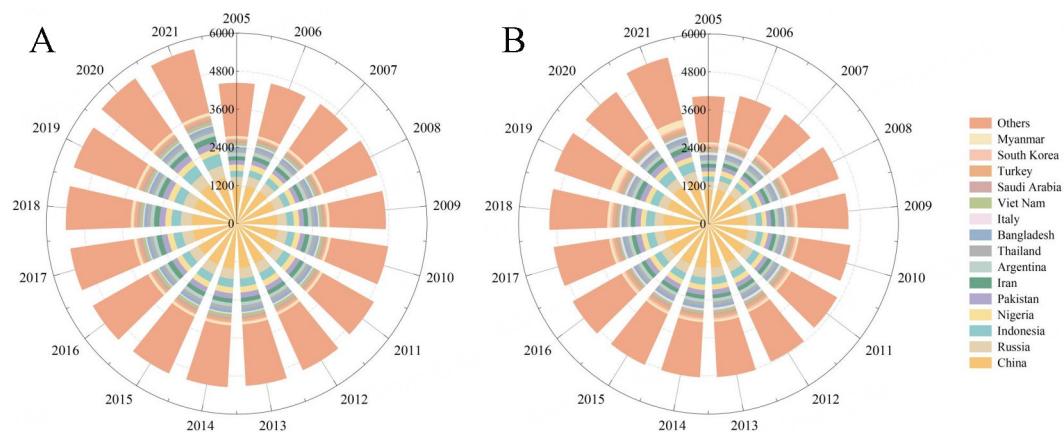 A
B
2005
2006
2007
2008
2009
2010
2011
2012
2013
2014
2015
2016
2017
2018
2019
2020
2021
6000
4800
3600
2400
1200
0
2005
2006
2007
2008
2009
2010
2011
2012
2013
2014
2015
2016
2017
2018
2019
2020
2021
6000
4800
3600
2400
1200
0
Others
Myanmar
South Korea
Turkey
Saudi Arabia
Viet Nam
Italy
Bangladesh
Thailand
Argentina
Iran
Pakistan
Nigeria
Indonesia
Russia
China